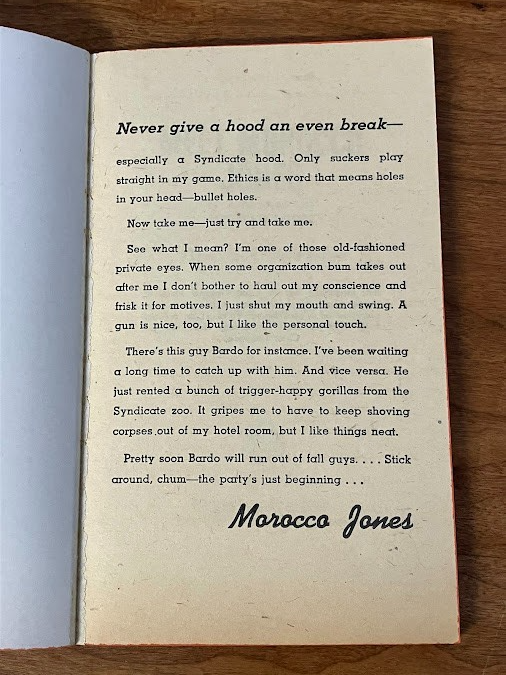 Never give a hood an even break—
especially a Syndicate hood. Only suckers play
straight in my game. Ethics is a word that means holes
in your head—bullet holes.
Now take me—just try and take me.
See what I mean? I'm one of those old-fashioned
private eyes. When some organization bum takes out
after me I don't bother to haul out my conscience and
frisk it for motives. I just shut my mouth and swing. A
gun is nice, too, but I like the personal touch.
There's this guy Bardo for instance. I've been waiting
a long time to catch up with him. And vice versa. He
just rented a bunch of trigger-happy gorillas from the
Syndicate zoo. It gripes me to have to keep shoving
corpses out of my hotel room, but I like things neat.
Pretty soon Bardo will run out of fall guys. . . . Stick
around, chum—the party's just beginning . . .
Morocco Jones